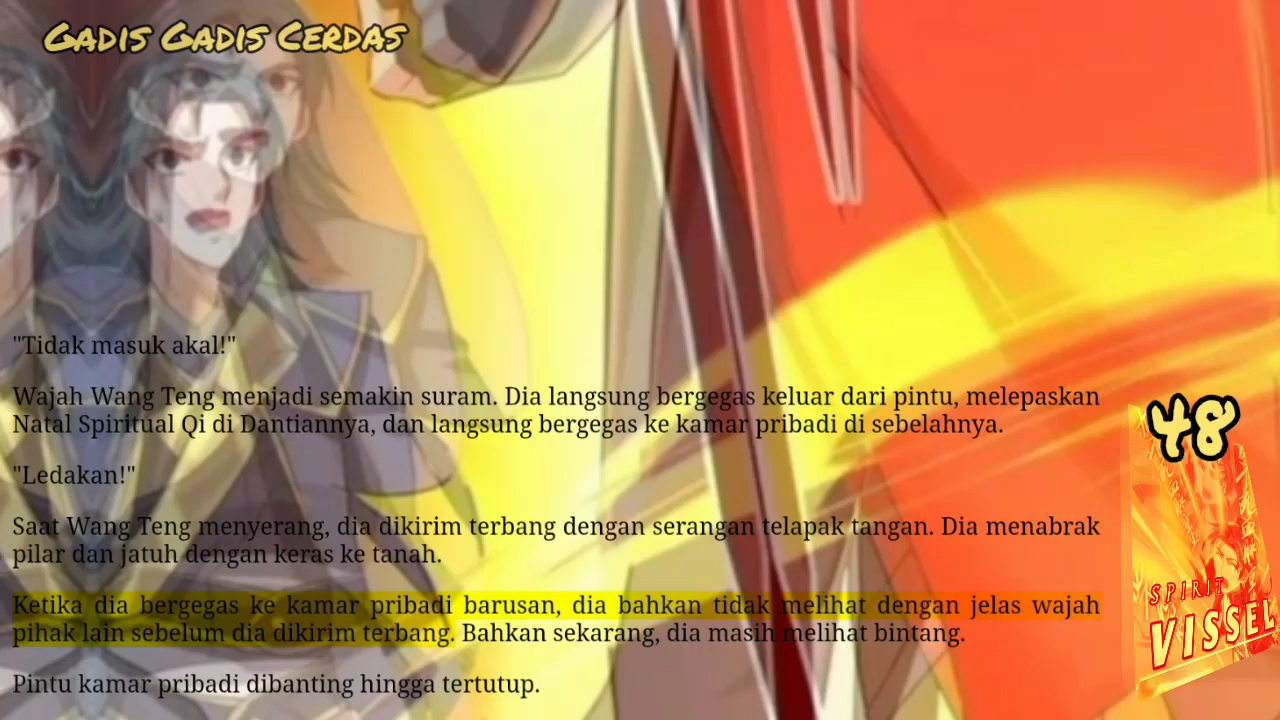 Gadis Gadis Cerdas
"Tidak masuk akal!"
Wajah Wang Teng menjadi semakin suram. Dia langsung bergegas keluar dari pintu, melepaskan
Natal Spiritual Qi di Dantiannya, dan langsung bergegas ke kamar pribadi di sebelahnya.
"Ledakan!"
Saat Wang Teng menyerang, dia dikirim terbang dengan serangan telapak tangan. Dia menabrak
pilar dan jatuh dengan keras ke tanah.
Ketika dia bergegas ke kamar pribadi barusan, dia bahkan tidak melihat dengan jelas wajah
pihak lain sebelum dia dikirim terbang. Bahkan sekarang, dia masih melihat bintang.
Pintu kamar pribadi dibanting hingga tertutup.
48
SPIRIT
VISSEL